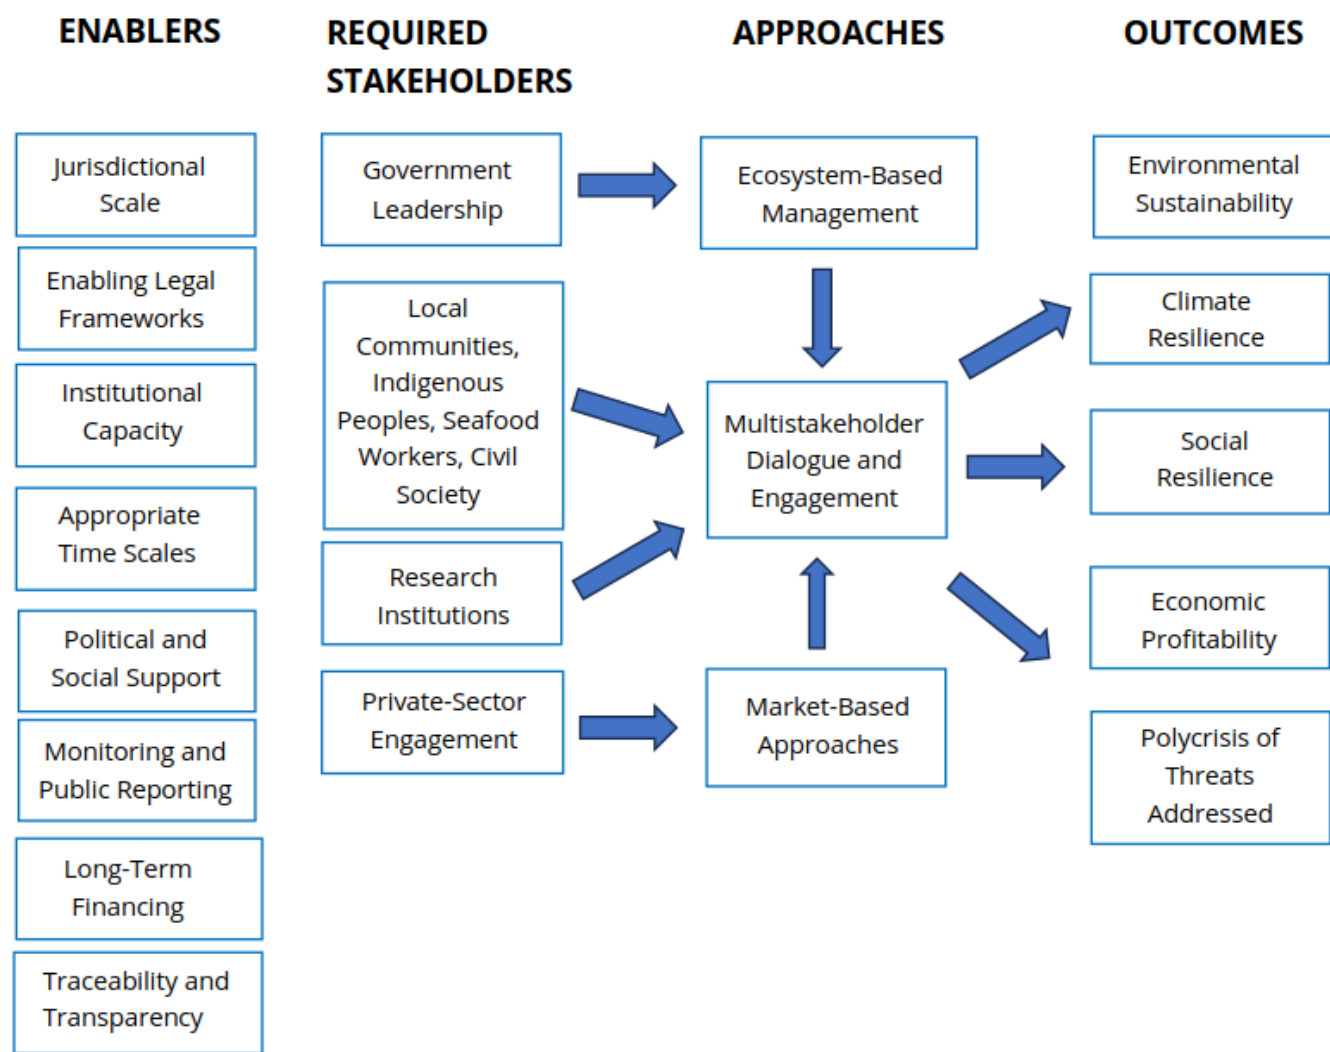 ENABLERS
REQUIRED
STAKEHOLDERS
APPROACHES
OUTCOMES
Jurisdictional
Scale
Enabling Legal
Frameworks
Institutional
Capacity
Appropriate
Time Scales
Political and
Social Support
Monitoring and
Public Reporting
Long-Term
Financing
Traceability and
Transparency
Government
Leadership
Local
Communities,
Indigenous
Peoples, Seafood
Workers, Civil
Society
Research
Institutions
Private-Sector
Engagement
Ecosystem-Based
Management
Multistakeholder
Dialogue and
Engagement
Market-Based
Approaches
Environmental
Sustainability
Climate
Resilience
Social
Resilience
Economic
Profitability
Polycrisis of
Threats
Addressed